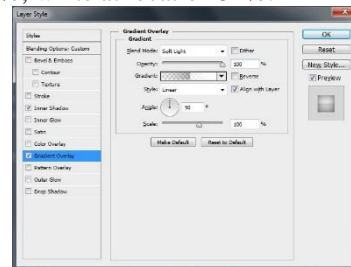 Layer Style
Styles
Blending Options: Custom
Bevel & Emboss
Contour
Texture
Stroke
Inner Shadow
Inner Glow
Satin
Color Overlay
Gradient Overlay
Pattern Overlay
Outer Glow
Drop Shadow
Gradient Overlay
Gradient
Blend Mode: Soft Light Dither
Opacity: 100 %
Gradient: Reverse
Style: Linear Align with Layer
Angle: 90 °
Scale: 100 %
Make Default Reset to Default
OK
Reset
New Style...
Preview